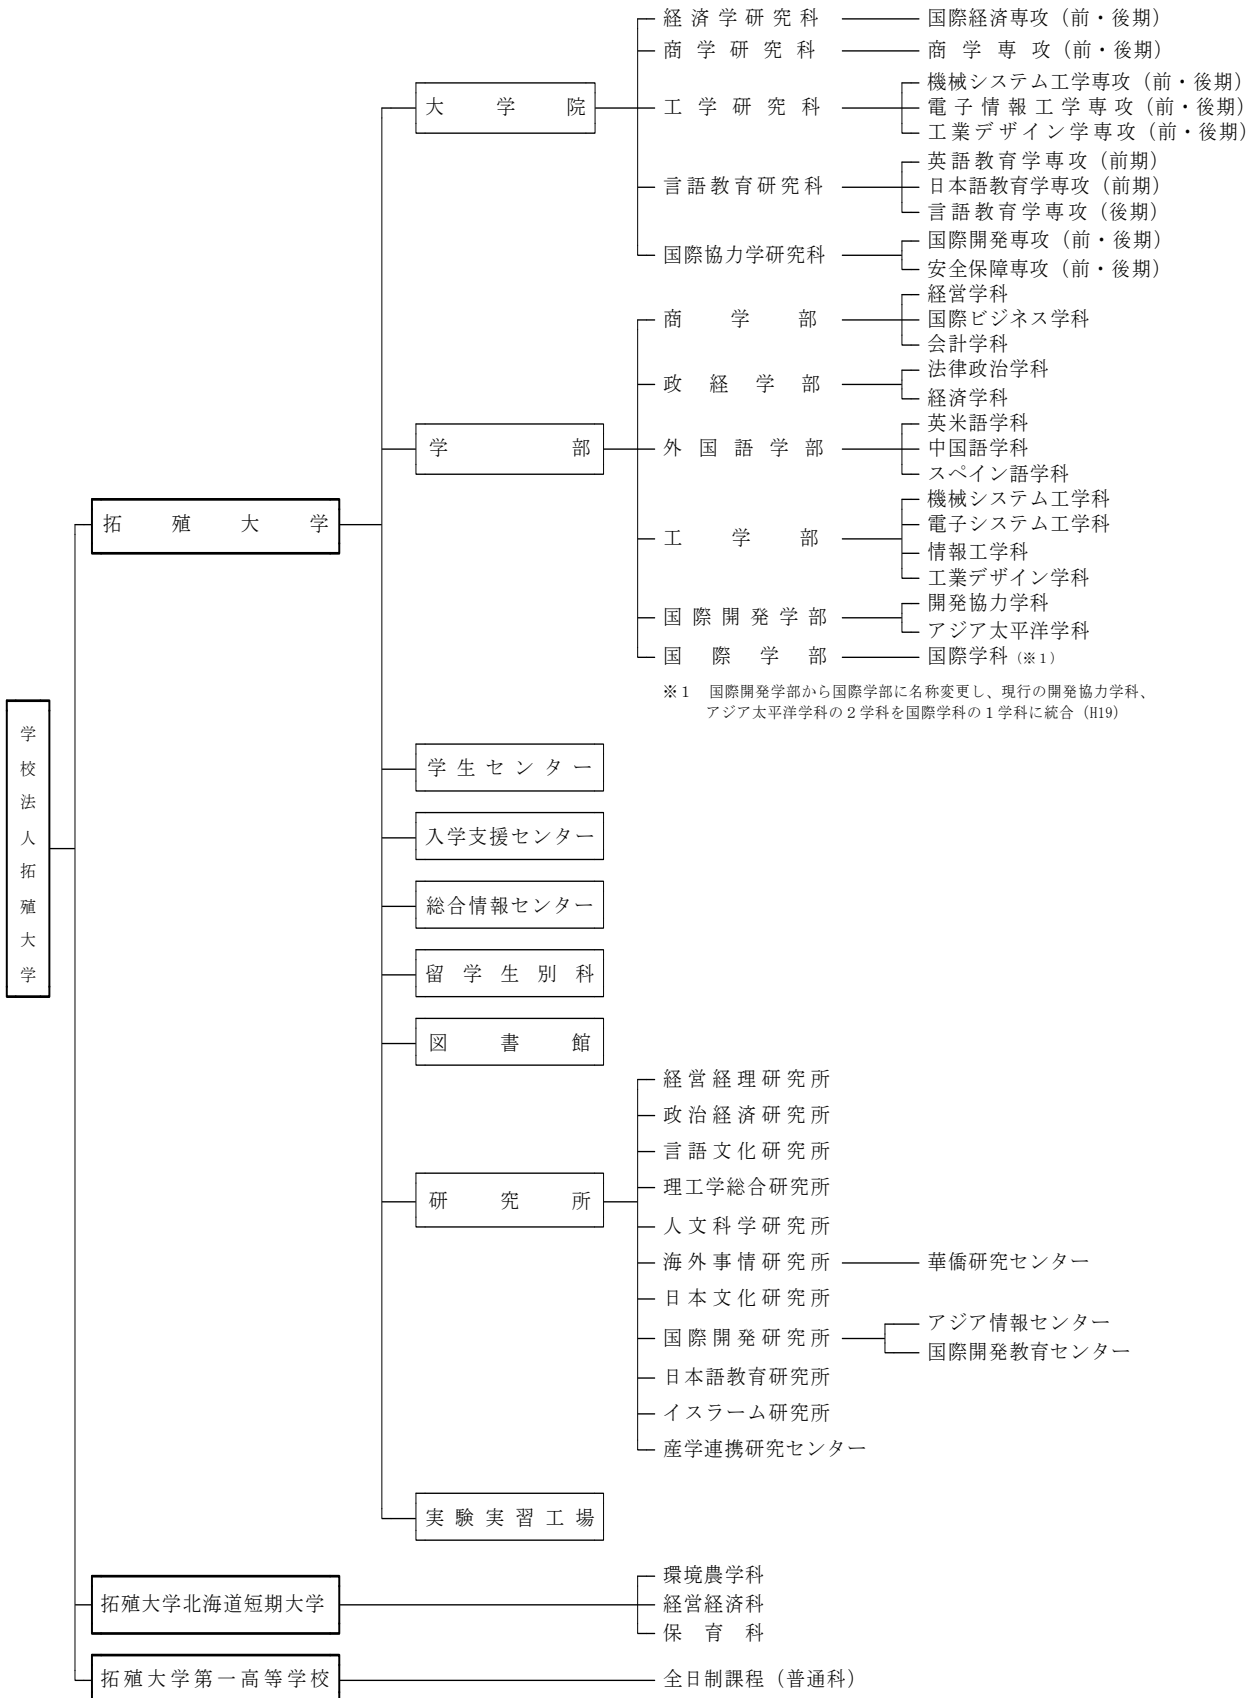 学校法人拓殖大学
拓殖大学
大学院
経済学研究科
国際経済専攻（前・後期）
商学研究科
商学専攻（前・後期）
工学研究科
機械システム工学専攻（前・後期）
電子情報工学専攻（前・後期）
工業デザイン学専攻（前・後期）
言語教育研究科
英語教育学専攻（前期）
日本語教育学専攻（前期）
言語教育学専攻（後期）
国際協力学研究科
国際開発専攻（前・後期）
安全保障専攻（前・後期）
学部
商学部
経営学科
国際ビジネス学科
会計学科
政経学部
法律政治学科
経済学科
外国語学部
英米語学科
中国語学科
スペイン語学科
工学部
機械システム工学科
電子システム工学科
情報工学科
工業デザイン学科
国際開発学部
開発協力学科
アジア太平洋学科
国際学部
国際学科（※１）
※１　国際開発学部から国際学部に名称変更し、現行の開発協力学科、
アジア太平洋学科の２学科を国際学科の１学科に統合（H19）
学生センター
入学支援センター
総合情報センター
留学生別科
図書館
研究所
経営経理研究所
政治経済研究所
言語文化研究所
理工学総合研究所
人文科学研究所
海外事情研究所
華僑研究センター
日本文化研究所
国際開発研究所
アジア情報センター
国際開発教育センター
日本語教育研究所
イスラーム研究所
産学連携研究センター
実験実習工場
拓殖大学北海道短期大学
環境農学科
経営経済科
保育科
拓殖大学第一高等学校
全日制課程（普通科）